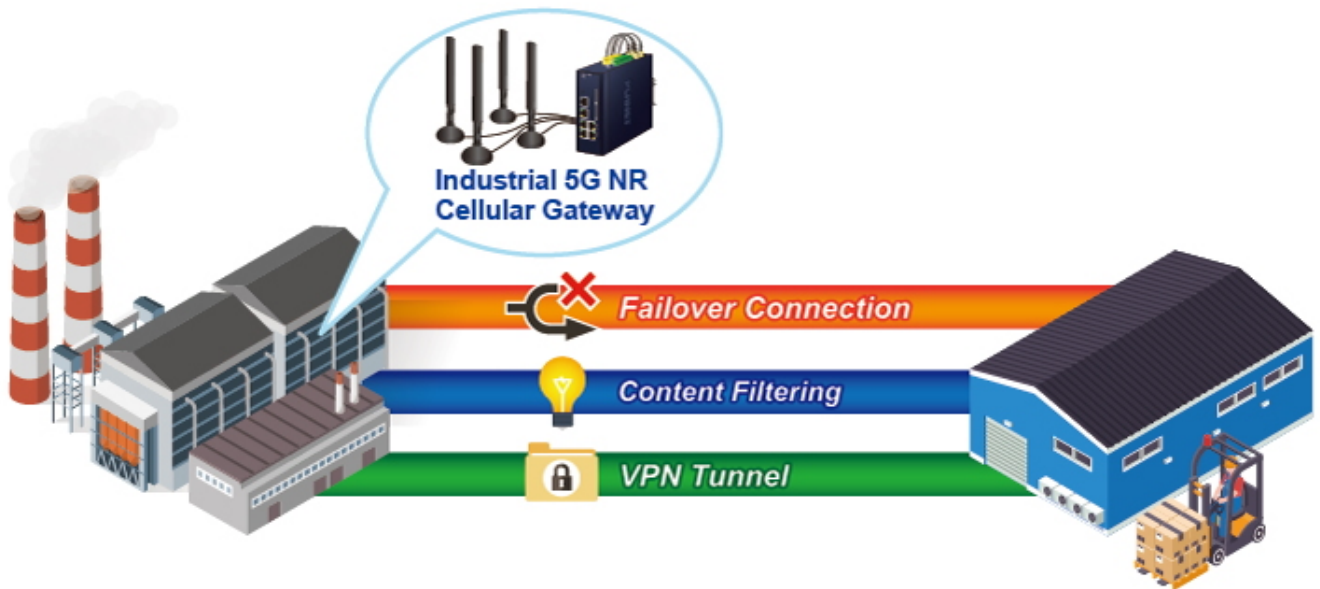 Industrial 5G NR
Cellular Gateway
Failover Connection
Content Filtering
VPN Tunnel